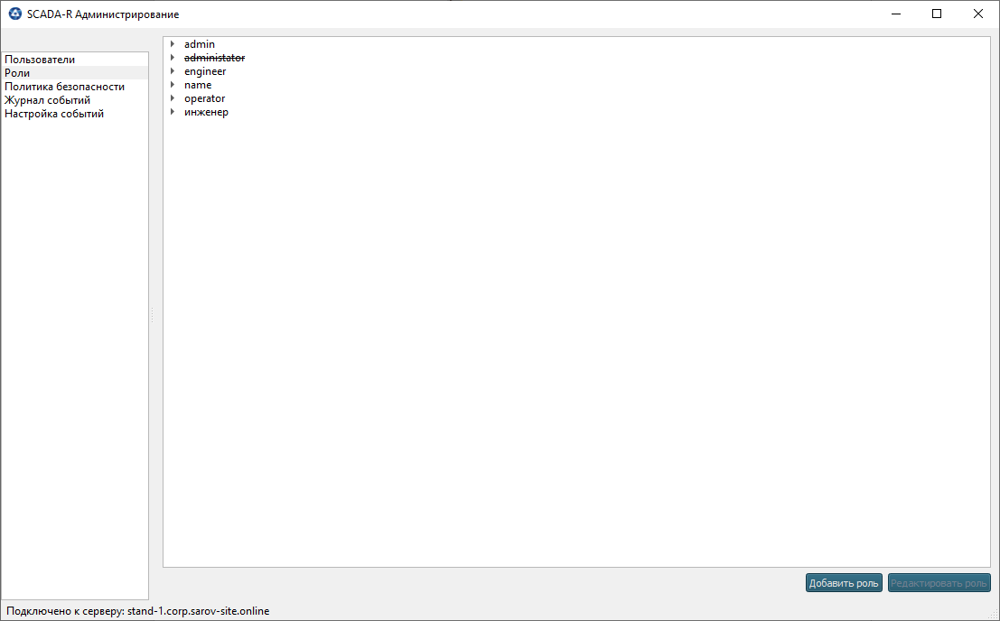 SCADA-R Администрирование
Пользователи
Роли
Политика безопасности
Журнал событий
Настройка событий
admin
administator
engineer
name
operator
инженер
Добавить роль
Редактировать роль
Подключено к серверу: stand-1.corp.sarov-site.online